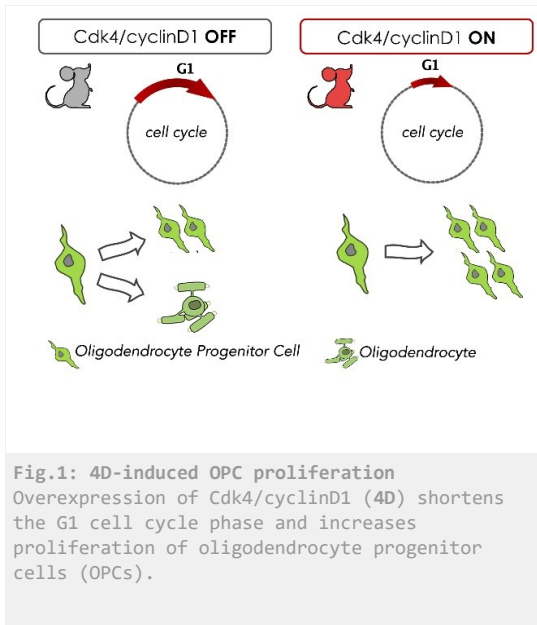 Cdk4/cyclinD1 OFF
Cdk4/cyclinD1 ON
G1
cell cycle
G1
cell cycle
Oligodendrocyte Progenitor Cell
Oligodendrocyte
Fig.1: 4D-induced OPC proliferation
Overexpression of Cdk4/cyclinD1 (4D) shortens
the G1 cell cycle phase and increases
proliferation of oligodendrocyte progenitor
cells (OPCs).